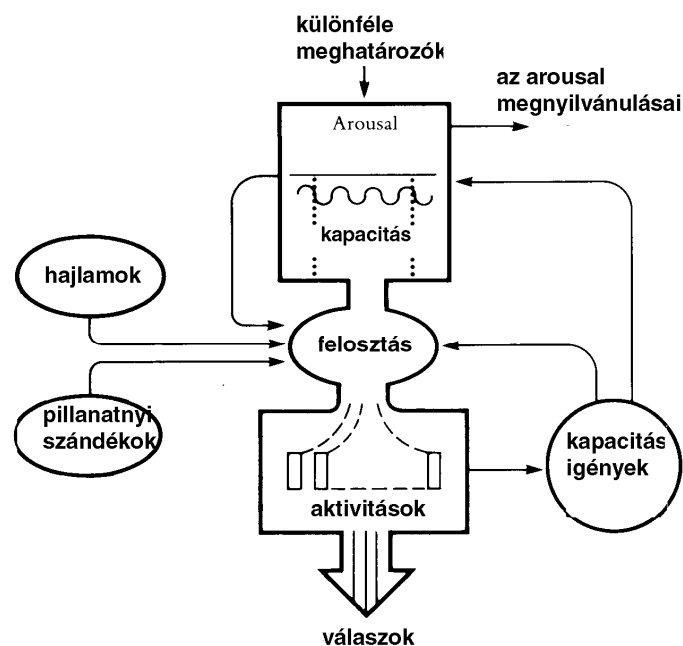 különféle
meghatározók
az arousal
megnyilvánulásai
Arousal
kapacitás
hajlamok
felosztás
pillanatnyi
szándékok
kapacitás
igények
aktivitások
válaszok